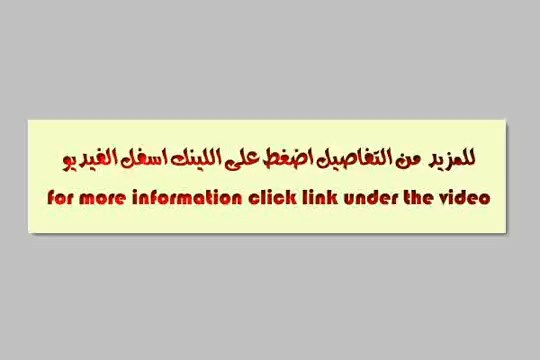 للمزيد من التفاصيل اضغط على اللينك اسفل الفيديو
for more information click link under the video